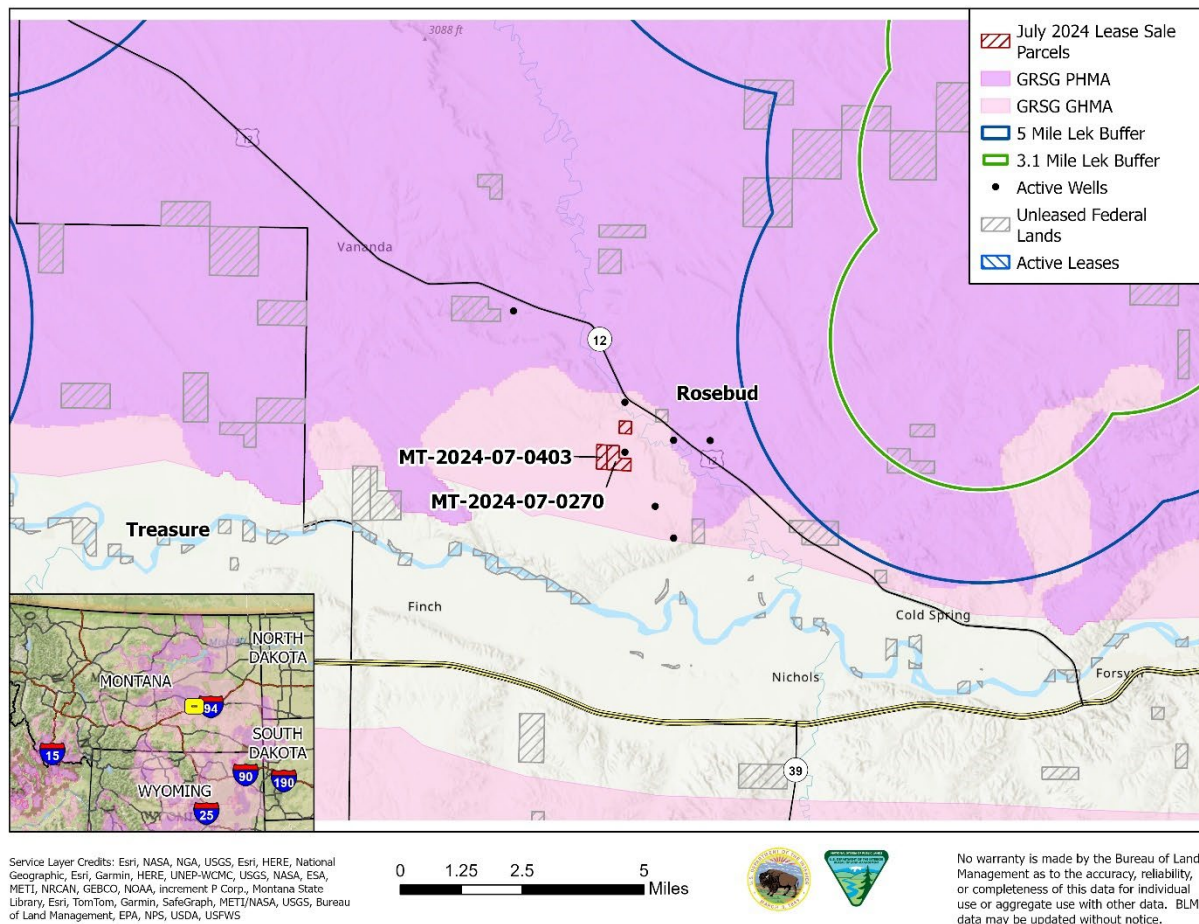 3088 ft
12
Vananda
12
Rosebud
12
MT-2024-07-0403
MT-2024-07-0270
Treasure
Finch
Cold Spring
Nichols
Forsyth
39
July 2024 Lease Sale
Parcels
GRSG PHMA
GRSG GHMA
5 Mile Lek Buffer
3.1 Mile Lek Buffer
Active Wells
Unleased Federal
Lands
Active Leases
NORTH
DAKOTA
MONTANA
94
SOUTH
DAKOTA
15
90
190
WYOMING
25
Service Layer Credits: Esri, NASA, NGA, USGS, Esri, HERE, National
Geographic, Esri, Garmin, HERE, UNEP-WCMC, USGS, NASA, ESA,
METI, NRCAN, GEBCO, NOAA, increment P Corp., Montana State
Library, Esri, TomTom, Garmin, SafeGraph, METI/NASA, USGS, Bureau
of Land Management, EPA, NPS, USDA, USFWS
0 1.25 2.5 5
Miles
No warranty is made by the Bureau of Land
Management as to the accuracy, reliability,
or completeness of this data for individual
use or aggregate use with other data. BLM
data may be updated without notice.